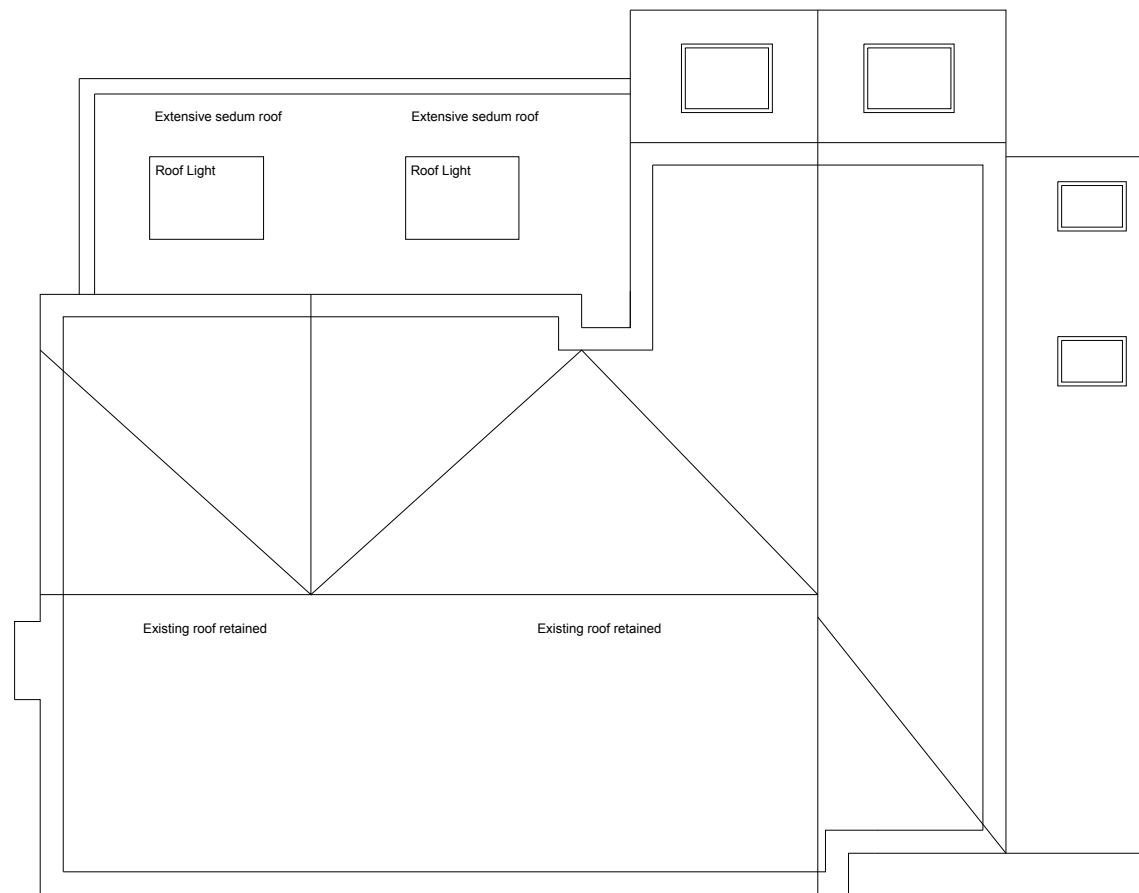 Extensive sedum roof
Extensive sedum roof
Roof Light
Roof Light
Existing roof retained
Existing roof retained